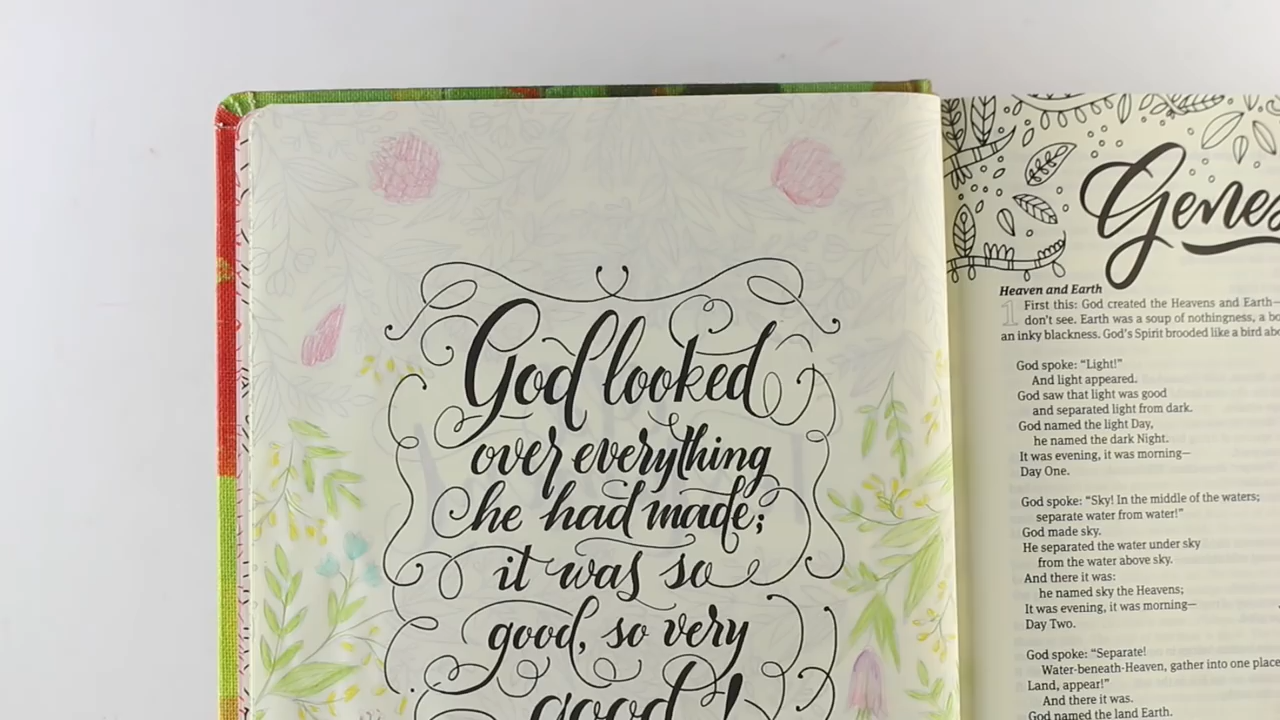 God looked
over everything
he had made;
it was so
good, so very
good!
Heaven and Earth
1 First this: God created the Heavens and Earth—
don't see. Earth was a soup of nothingness, a
an inky blackness. God's Spirit brooded like a bird
God spoke: “Light!”
And light appeared.
God saw that light was good
and separated light from dark.
God named the light Day,
he named the dark Night.
It was evening, it was morning—
Day One.
God spoke: “Sky! In the middle of the waters;
separate water from water!”
God made sky.
He separated the water under sky
from the water above sky.
And there it was:
he named sky the Heavens;
It was evening, it was morning—
Day Two.
God spoke: “Separate!
Water-beneath-Heaven, gather into one place
Land, appear!”
And there it was.
God named the land Earth.